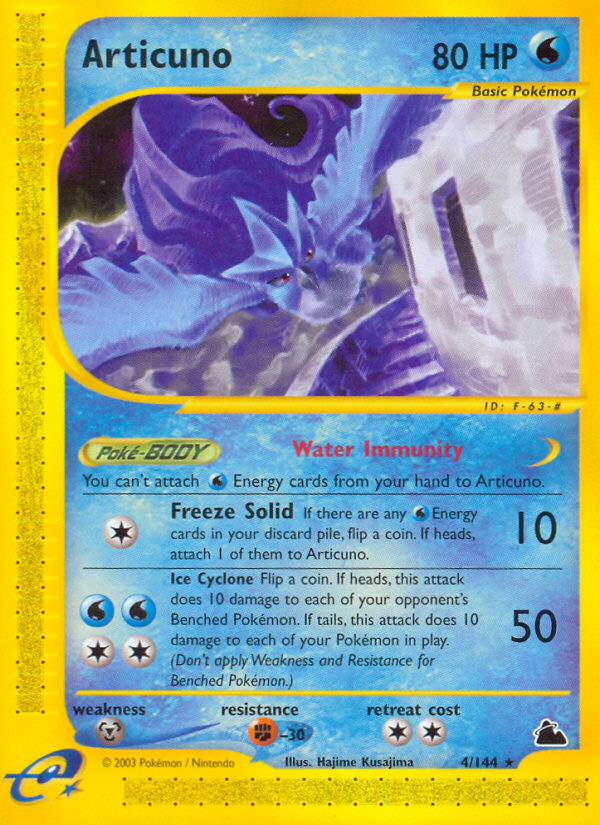 Articuno 80 HP
Basic Pokémon
ID: F-63-#
Poké-BODY Water Immunity
You can't attach Energy cards from your hand to Articuno.
Freeze Solid If there are any Energy
cards in your discard pile, flip a coin. If heads,
attach 1 of them to Articuno.
10
Ice Cyclone Flip a coin. If heads, this attack
does 10 damage to each of your opponent's
Benched Pokémon. If tails, this attack does 10
damage to each of your Pokémon in play.
(Don't apply Weakness and Resistance for
Benched Pokémon.)
50
weakness resistance retreat cost
-30
© 2003 Pokémon / Nintendo Illus. Hajime Kusajima 4/144 ★
e